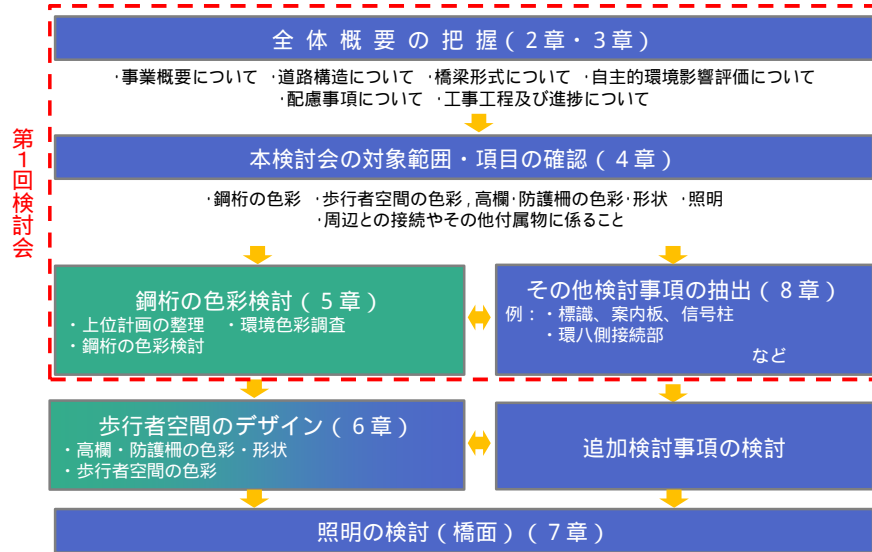 全体概要の把握(2章・3章)
・事業概要について ・道路構造について ・橋梁形式について ・自主的環境影響評価について
・配慮事項について ・工事工程及び進捗について
第1回検討会
本検討会の対象範囲・項目の確認(4章)
・鋼桁の色彩 ・歩行者空間の色彩,高欄・防護柵の色彩・形状 ・照明
・周辺との接続やその他付属物に係ること
鋼桁の色彩検討(5章)
・上位計画の整理 ・環境色彩調査
・鋼桁の色彩検討
その他検討事項の抽出(8章)
例:・標識、案内板、信号柱
・環八側接続部
など
歩行者空間のデザイン(6章)
・高欄・防護柵の色彩・形状
・歩行者空間の色彩
追加検討事項の検討
照明の検討(橋面)(7章)